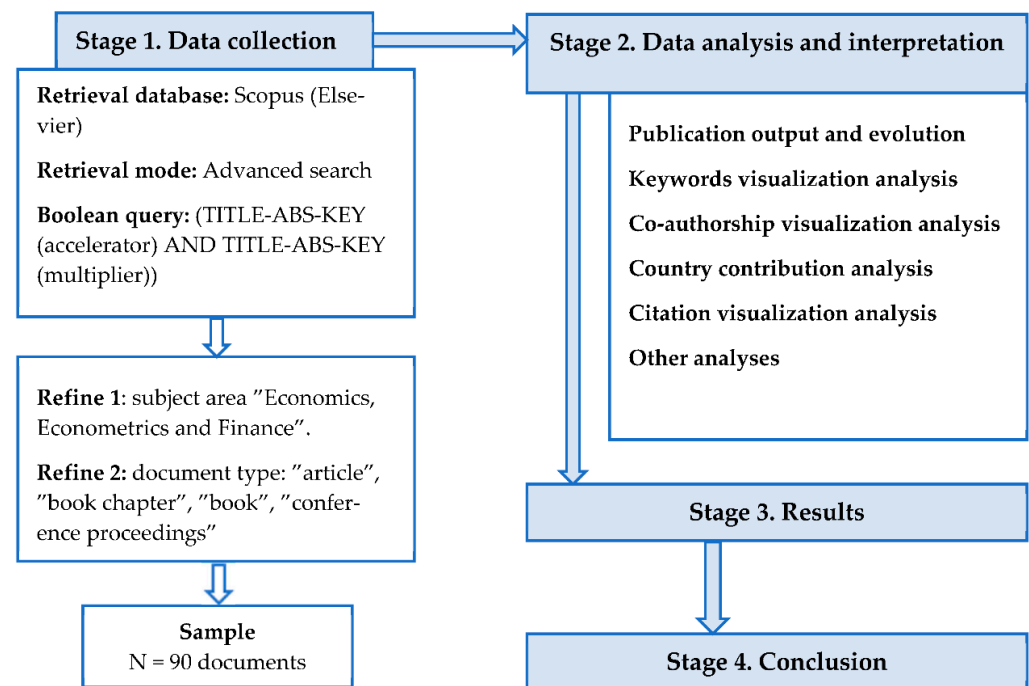 Stage 1. Data collection
Retrieval database: Scopus (Else-
vier)
Retrieval mode: Advanced search
Boolean query: (TITLE-ABS-KEY
(accelerator) AND TITLE-ABS-KEY
(multiplier))
Refine 1: subject area ”Economics,
Econometrics and Finance”.
Refine 2: document type: ”article”,
”book chapter”, ”book”, ”confer-
ence proceedings”
Sample
N = 90 documents
Stage 2. Data analysis and interpretation
Publication output and evolution
Keywords visualization analysis
Co-authorship visualization analysis
Country contribution analysis
Citation visualization analysis
Other analyses
Stage 3. Results
Stage 4. Conclusion